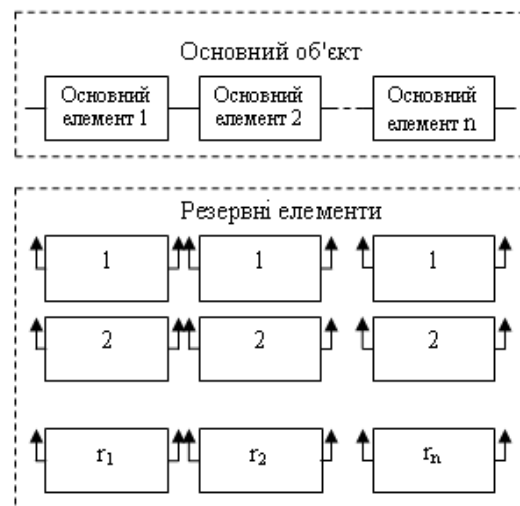 Основний об'єкт
Основний елемент 1
Основний елемент 2
Основний елемент n
Резервні елементи
1 1 1
2 2 2
r₁ r₂ rₙ